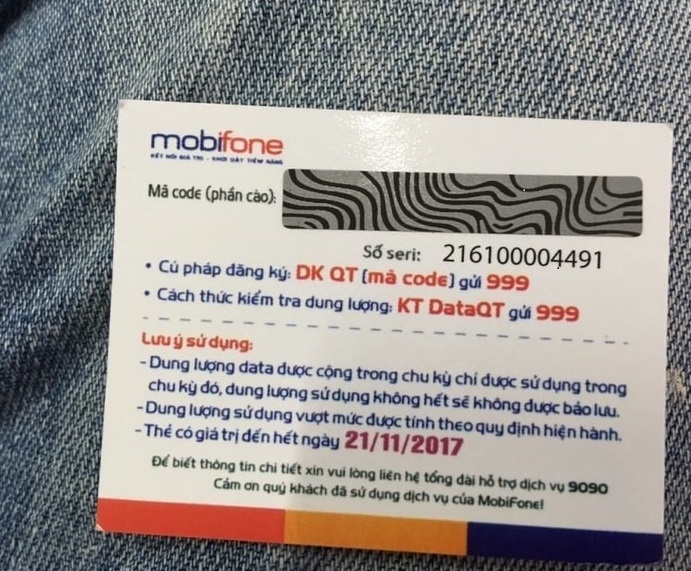 mobifone
KẾT NỐI GIÁ TRỊ - KHƠI DẬY TIỀM NĂNG
Mã code (phần cào):
Số seri: 216100004491
• Cú pháp đăng ký: DK QT (mã code) gửi 999
• Cách thức kiểm tra dung lượng: KT DataQT gửi 999
Lưu ý sử dụng:
- Dung lượng data được cộng trong chu kỳ chỉ được sử dụng trong
chu kỳ đó, dung lượng sử dụng không hết sẽ không được bảo lưu.
- Dung lượng sử dụng vượt mức được tính theo quy định hiện hành.
- Thẻ có giá trị đến hết ngày 21/11/2017
Để biết thông tin chi tiết xin vui lòng liên hệ tổng đài hỗ trợ dịch vụ 9090
Cảm ơn quý khách đã sử dụng dịch vụ của MobiFone!